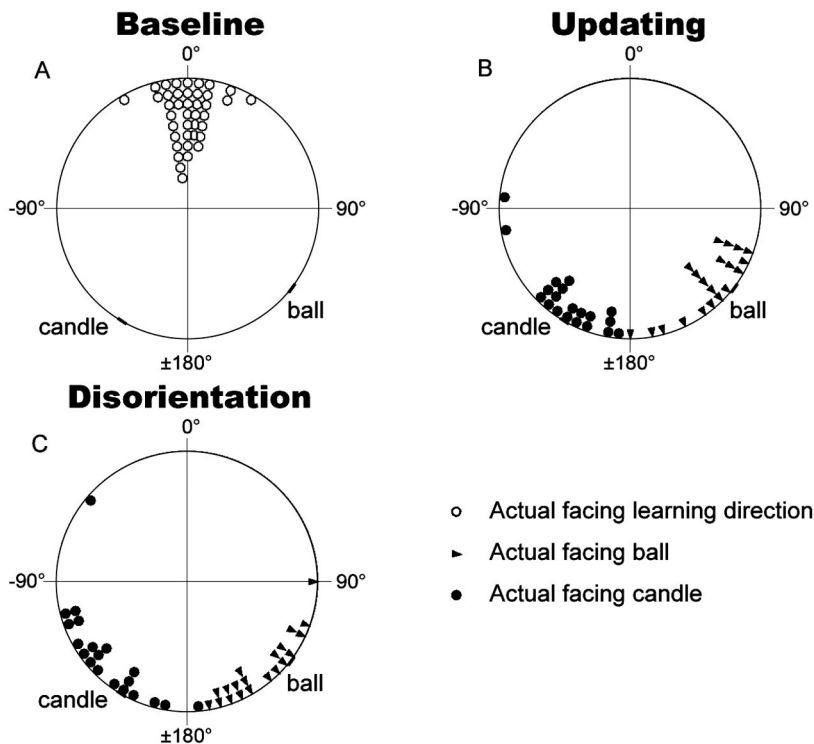 Baseline
A
0°
-90°
90°
candle
ball
±180°
Updating
B
0°
-90°
90°
candle
ball
±180°
Disorientation
C
0°
-90°
90°
candle
ball
±180°
Actual facing learning direction
Actual facing ball
Actual facing candle